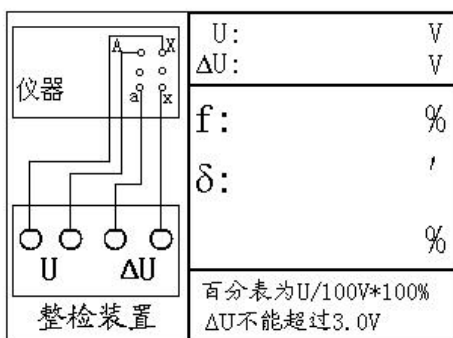 A X
仪器
a x
U ΔU
整检装置
U: V
ΔU: V
f: %
δ: ′
%
百分表为U/100V*100%
ΔU不能超过3.0V